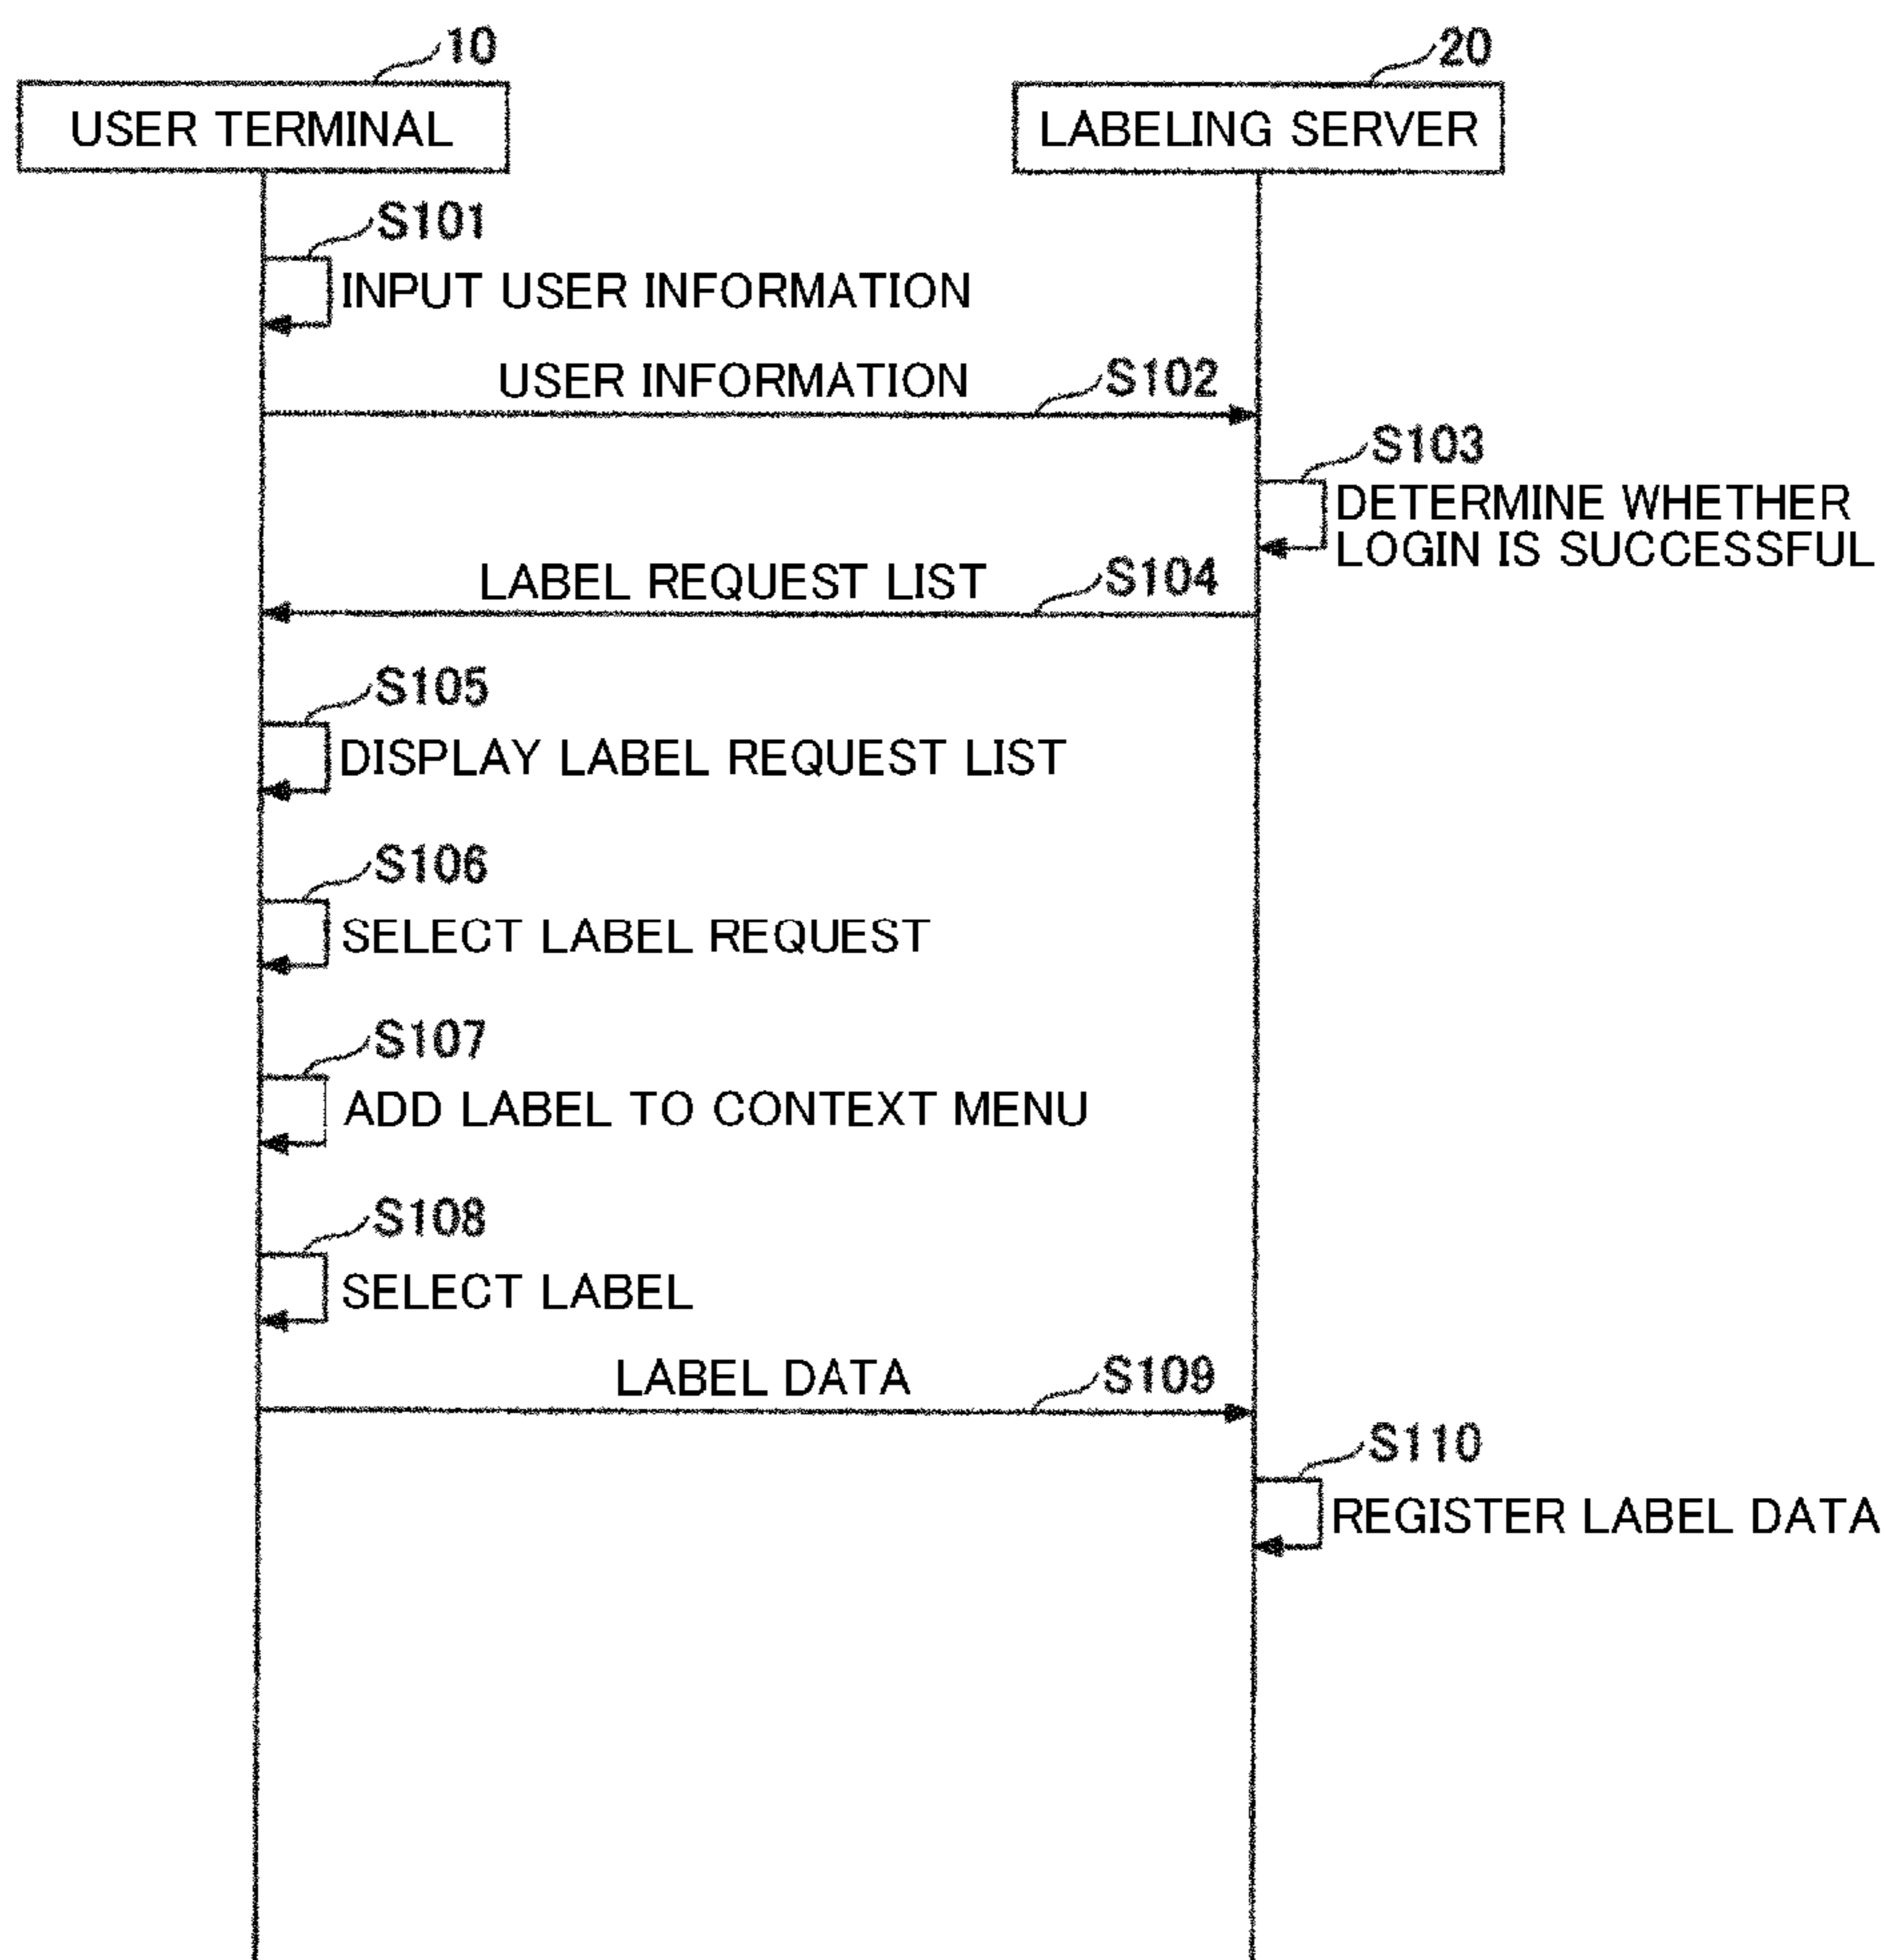 10
20
USER TERMINAL
LABELING SERVER
S101
INPUT USER INFORMATION
USER INFORMATION
S102
S103
DETERMINE WHETHER
LOGIN IS SUCCESSFUL
LABEL REQUEST LIST
S104
S105
DISPLAY LABEL REQUEST LIST
S106
SELECT LABEL REQUEST
S107
ADD LABEL TO CONTEXT MENU
S108
SELECT LABEL
LABEL DATA
S109
S110
REGISTER LABEL DATA